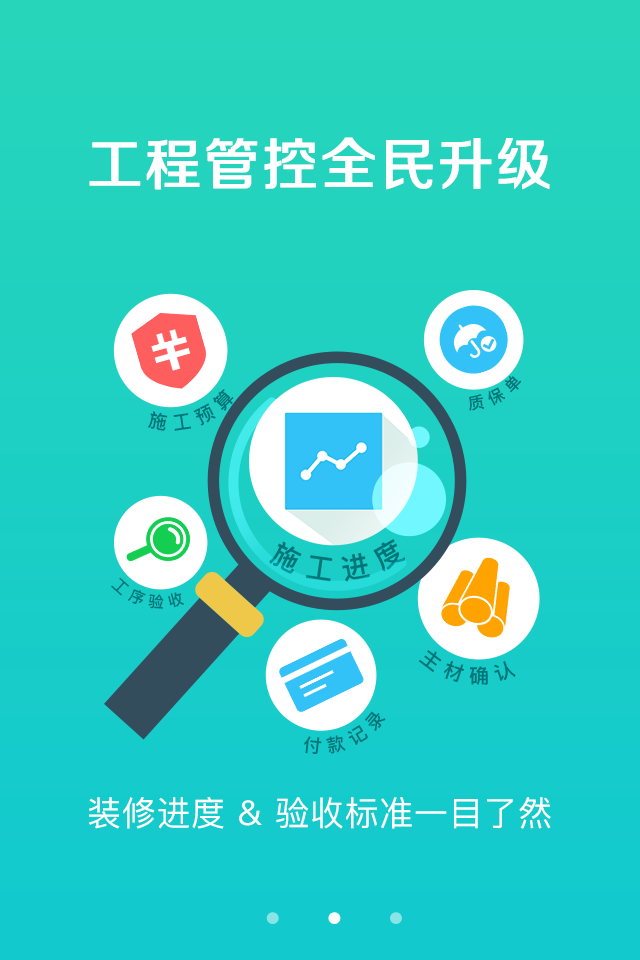 工程管控全民升级
施工预算
质保单
施工进度
工序验收
主材确认
付款记录
装修进度 & 验收标准一目了然